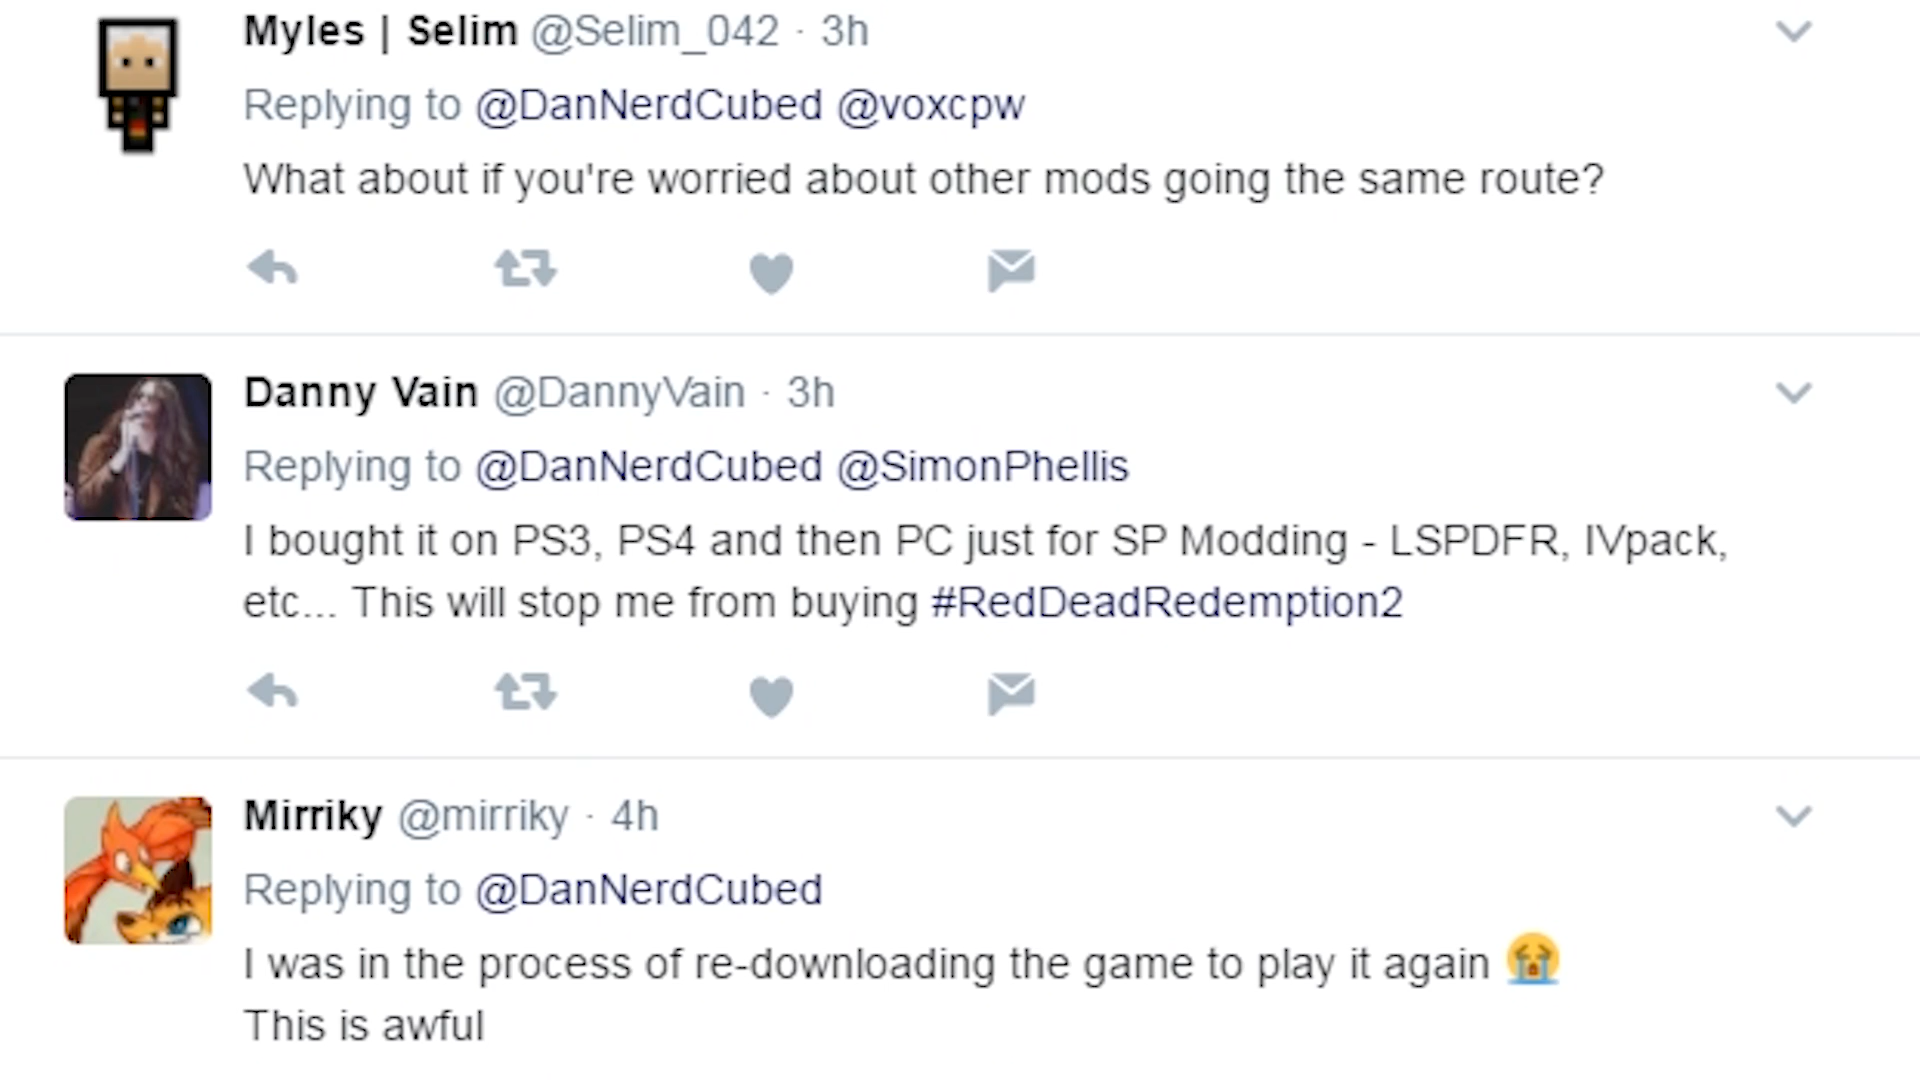 Myles | Selim @Selim_042 · 3h
Replying to @DanNerdCubed @voxcpw
What about if you're worried about other mods going the same route?
Danny Vain @DannyVain · 3h
Replying to @DanNerdCubed @SimonPhellis
I bought it on PS3, PS4 and then PC just for SP Modding - LSPDFR, IVpack,
etc... This will stop me from buying #RedDeadRedemption2
Mirriky @mirriky · 4h
Replying to @DanNerdCubed
I was in the process of re-downloading the game to play it again 😭
This is awful